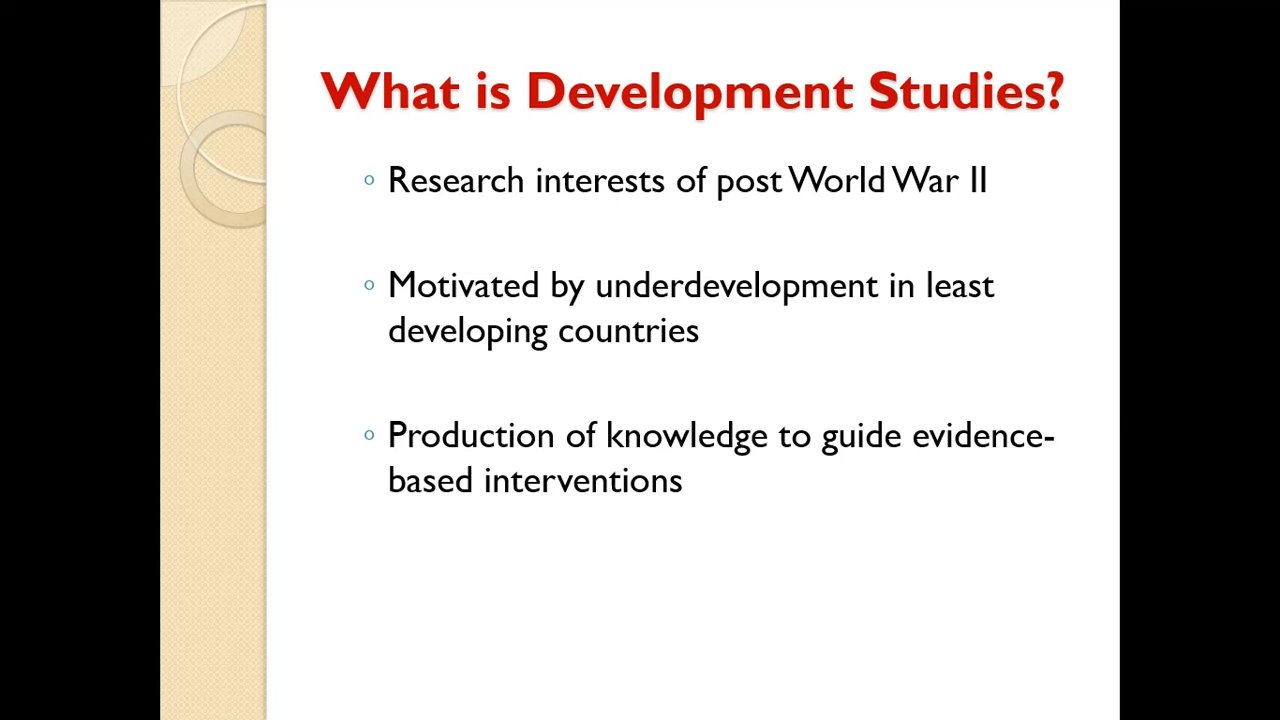 What is Development Studies?
◦ Research interests of post World War II
◦ Motivated by underdevelopment in least
developing countries
◦ Production of knowledge to guide evidence-
based interventions